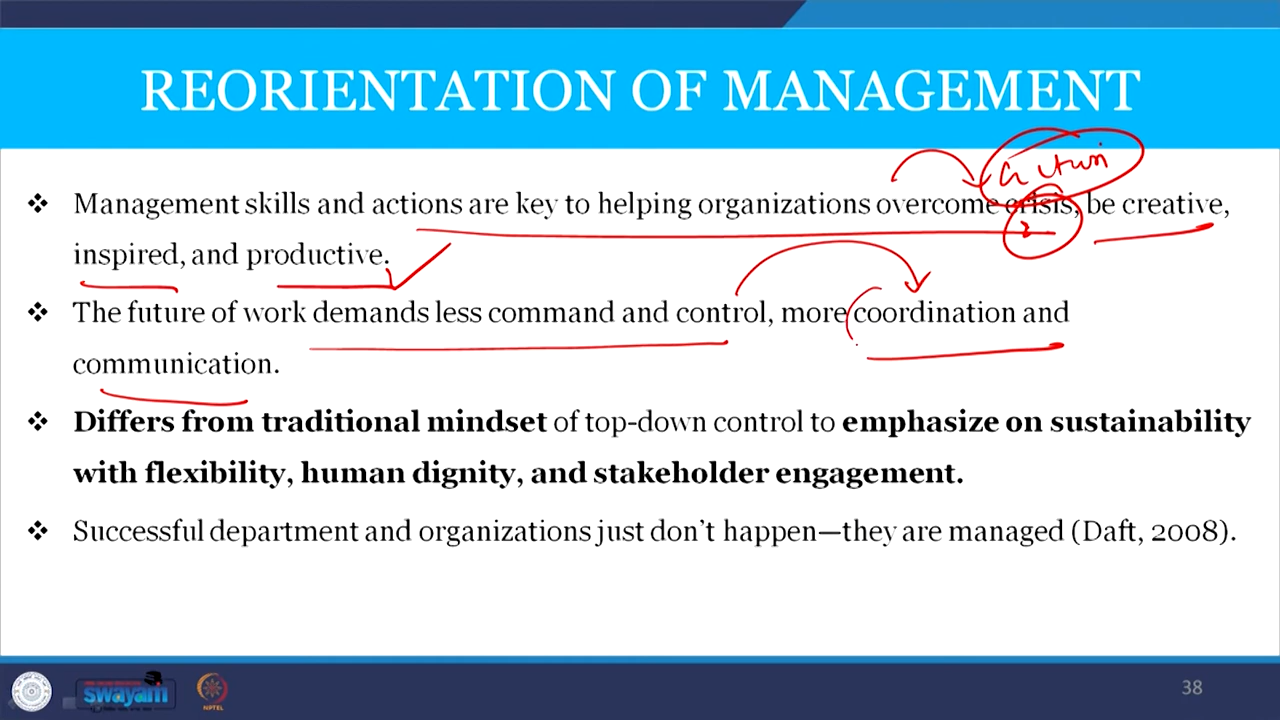 REORIENTATION OF MANAGEMENT
❖ Management skills and actions are key to helping organizations overcome crisis, be creative,
inspired, and productive.
❖ The future of work demands less command and control, more coordination and
communication.
❖ Differs from traditional mindset of top-down control to emphasize on sustainability
with flexibility, human dignity, and stakeholder engagement.
❖ Successful department and organizations just don't happen—they are managed (Daft, 2008).
swayam
NPTEL
38